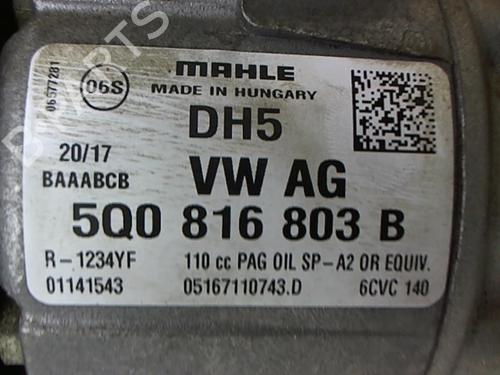 06577281
06S
MAHLE
MADE IN HUNGARY
DH5
20/17
BAAABCB
VW AG
5Q0 816 803 B
R-1234YF
110 cc PAG OIL SP-A2 OR EQUIV.
01141543
05167110743.D
6CVC 140